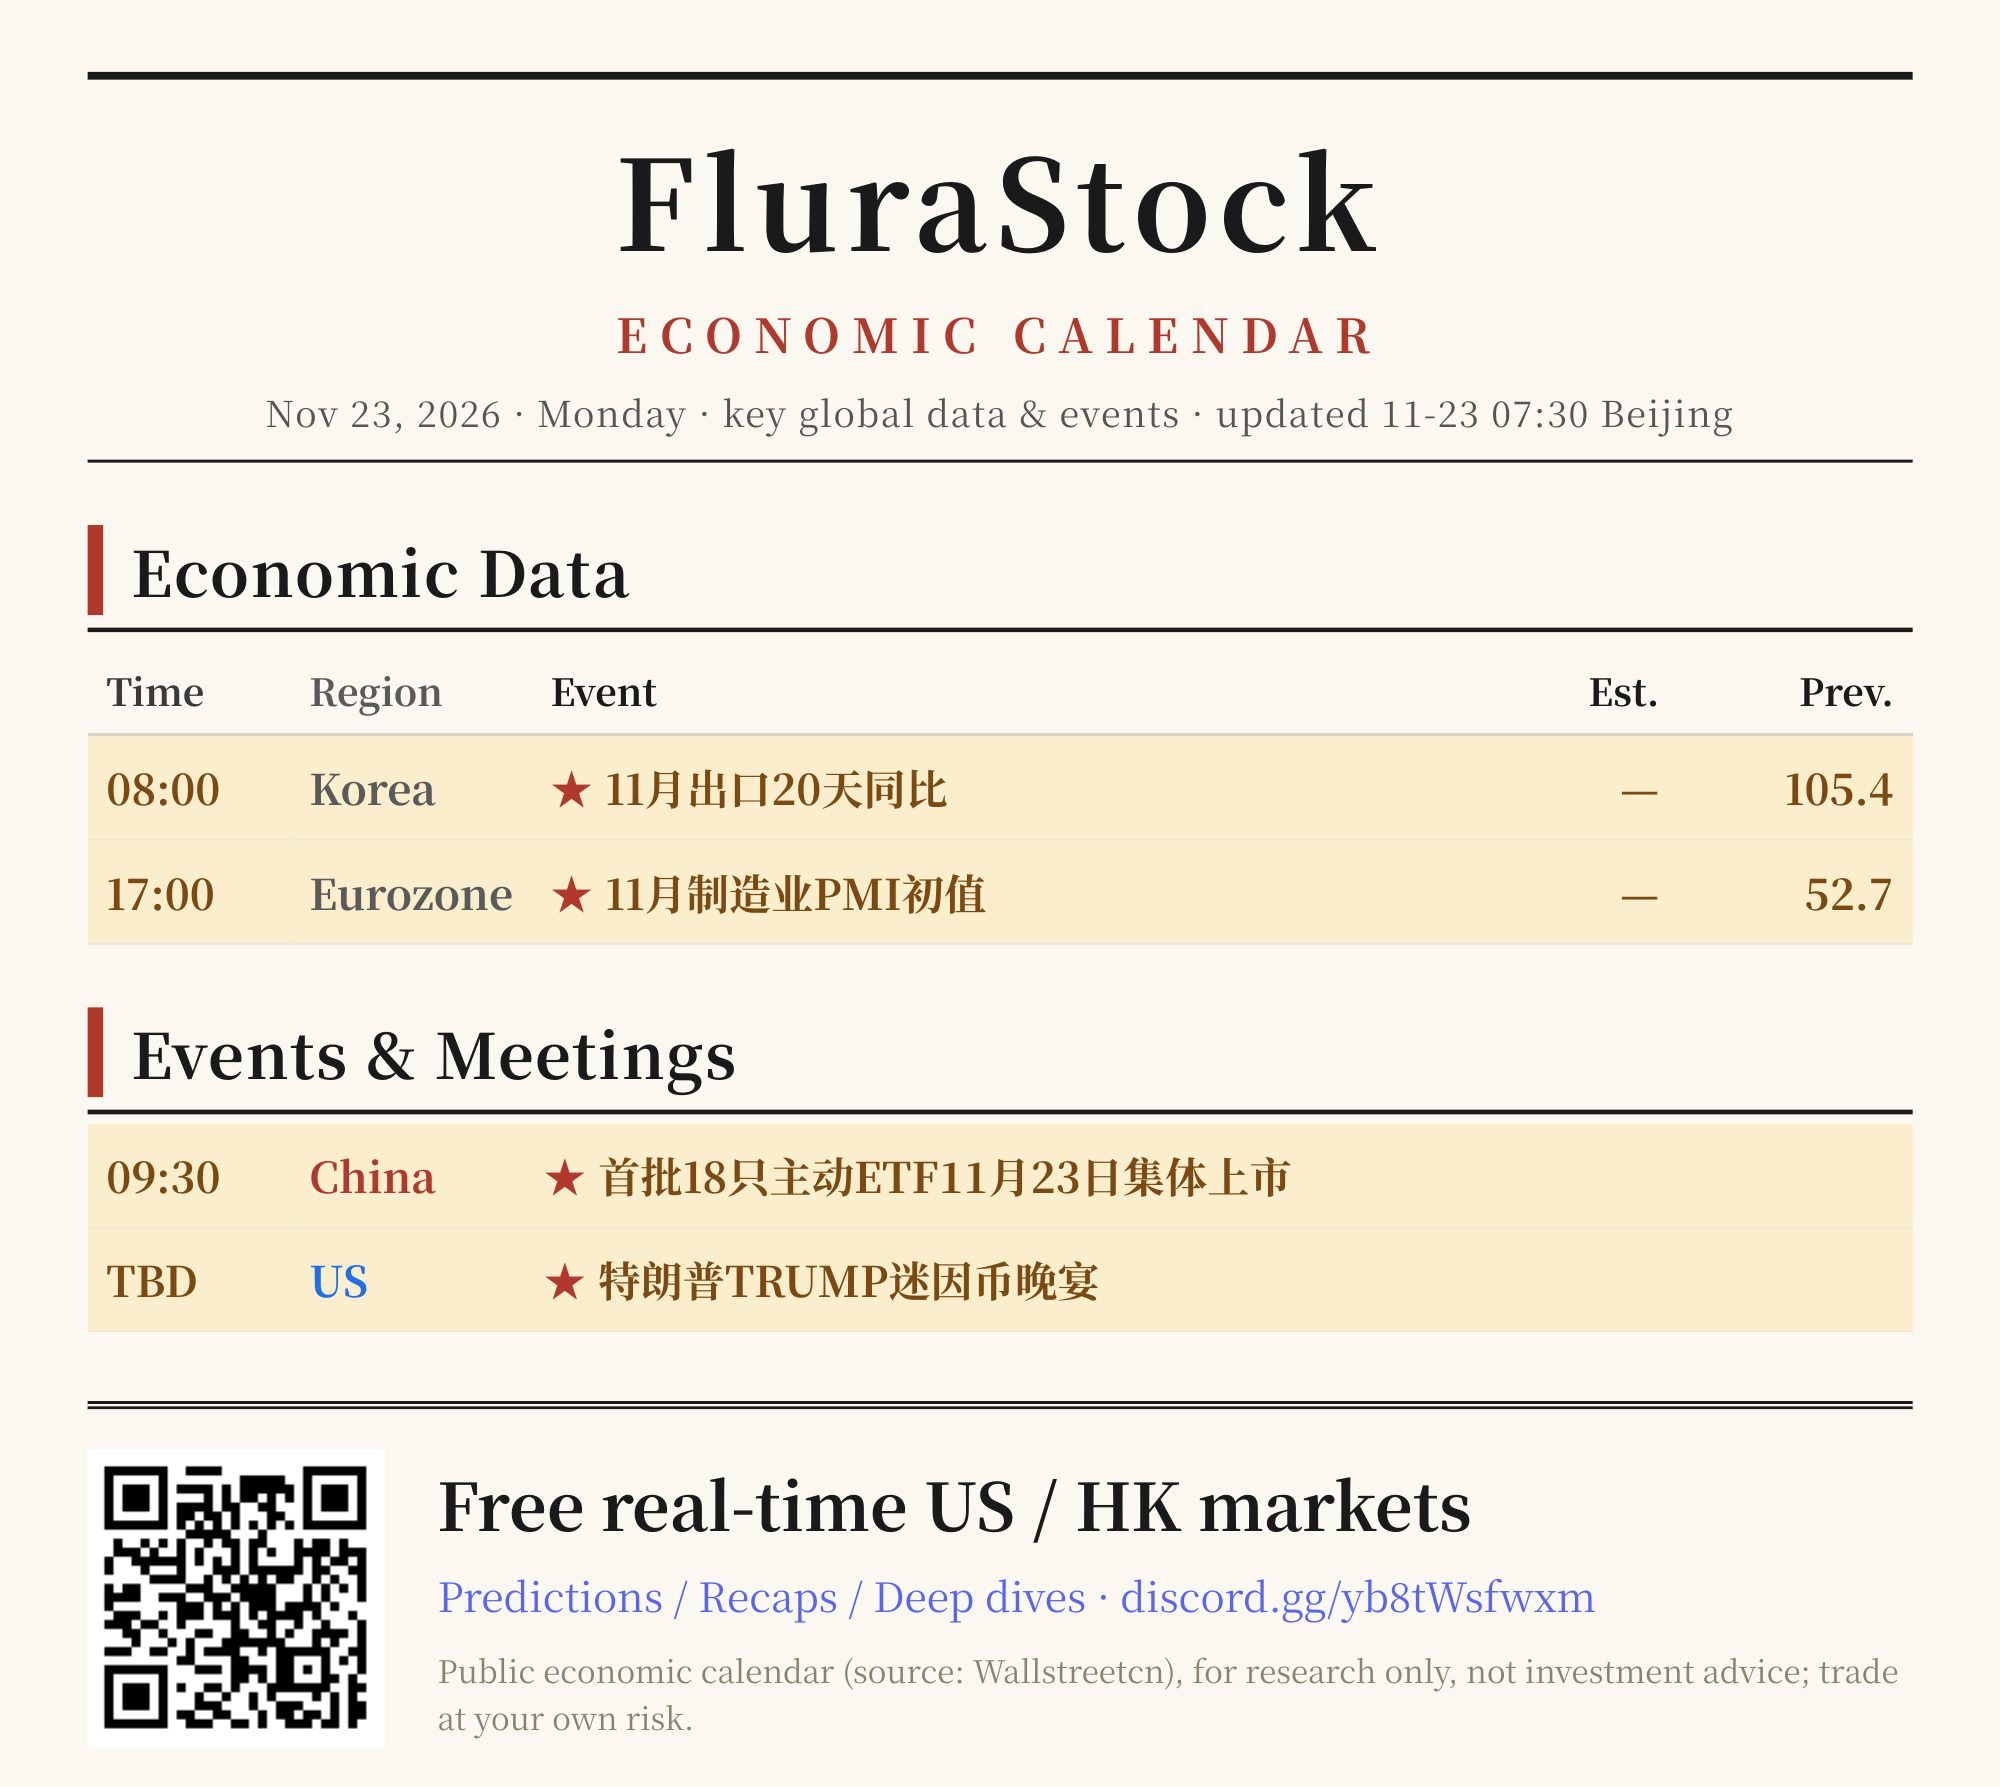 FluraStock
ECONOMIC CALENDAR
Nov 23, 2026 · Monday · key global data & events · updated 11-23 07:30 Beijing
Economic Data
Time Region Event Est. Prev.
08:00 Korea ★ 11月出口20天同比 — 105.4
17:00 Eurozone ★ 11月制造业PMI初值 — 52.7
Events & Meetings
09:30 China ★ 首批18只主动ETF11月23日集体上市
TBD US ★ 特朗普TRUMP迷因币晚宴
Free real-time US / HK markets
Predictions / Recaps / Deep dives · discord.gg/yb8tWsfwxm
Public economic calendar (source: Wallstreetcn), for research only, not investment advice; trade
at your own risk.